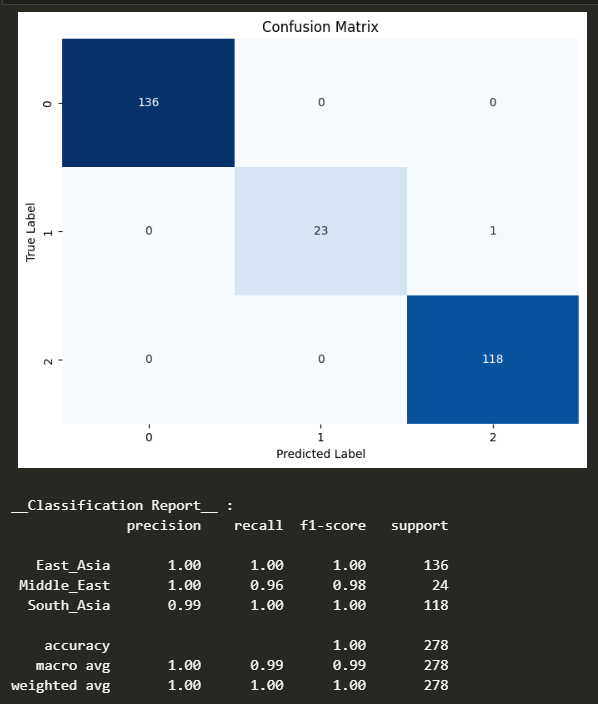 Confusion Matrix
0
136
0
0
True Label
1
0
23
1
2
0
0
118
0
1
2
Predicted Label
__Classification Report__ :
precision recall f1-score support
East_Asia 1.00 1.00 1.00 136
Middle_East 1.00 0.96 0.98 24
South_Asia 0.99 1.00 1.00 118
accuracy 1.00 278
macro avg 1.00 0.99 0.99 278
weighted avg 1.00 1.00 1.00 278